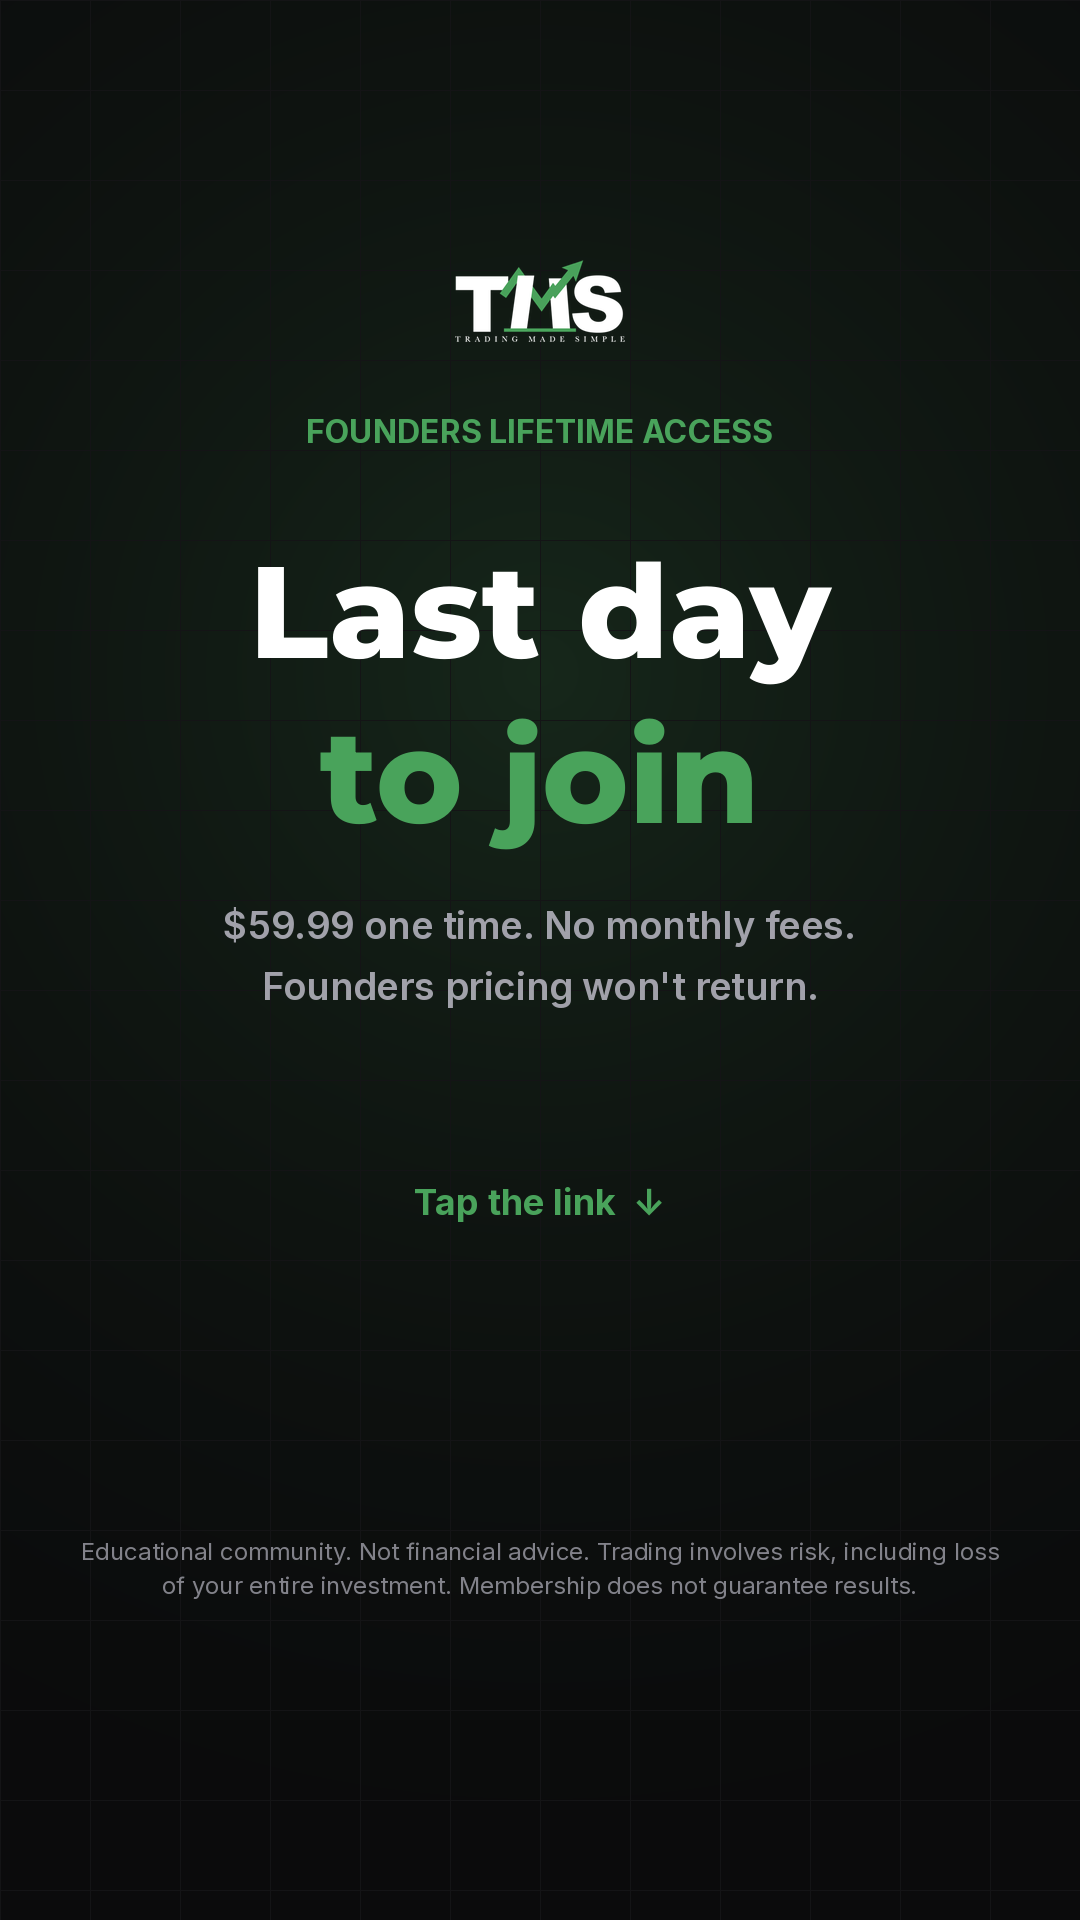 TMS
TRADING MADE SIMPLE
FOUNDERS LIFETIME ACCESS
Last day
to join
$59.99 one time. No monthly fees.
Founders pricing won't return.
Tap the link ↓
Educational community. Not financial advice. Trading involves risk, including loss
of your entire investment. Membership does not guarantee results.